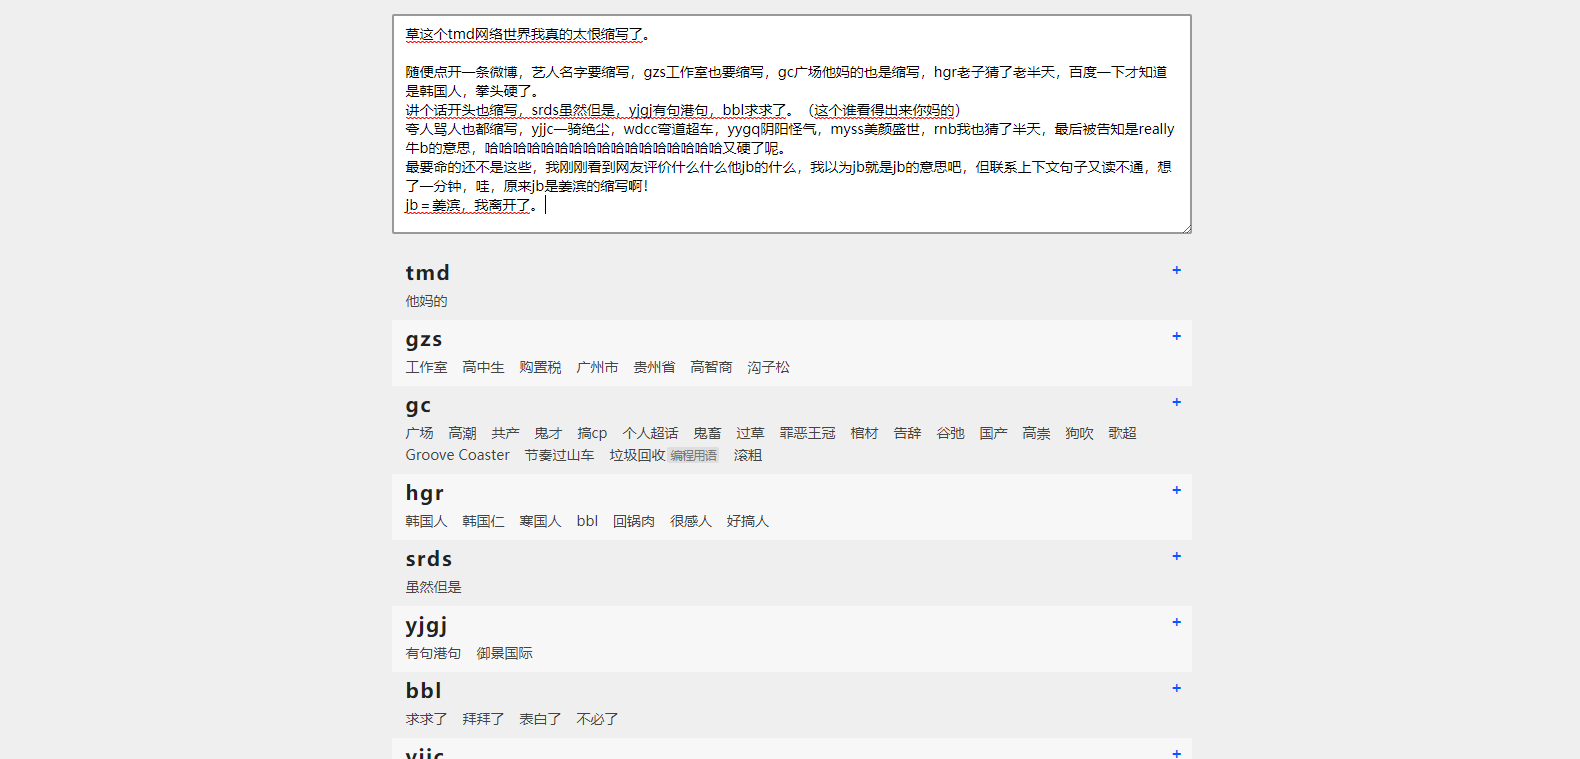 草这个tmd网络世界我真的太恨缩写了。
随便点开一条微博，艺人名字要缩写，gzs工作室也要缩写，gc广场他妈的也是缩写，hgr老子猜了老半天，百度一下才知道
是韩国人，拳头硬了。
讲个话开头也缩写，srds虽然但是，yjgj有句港句，bbl求求了。（这个谁看得出来你妈的）
夸人骂人也都缩写，yjjc一骑绝尘，wdcc弯道超车，yygq阴阳怪气，myss美颜盛世，rnb我也猜了半天，最后被告知是really
牛b的意思，哈哈哈哈哈哈哈哈哈哈哈哈哈哈哈哈哈又硬了呢。
最要命的还不是这些，我刚刚看到网友评价什么什么他jb的什么，我以为jb就是jb的意思吧，但联系上下文句子又读不通，想
了一分钟，哇，原来jb是姜滨的缩写啊！
jb＝姜滨，我离开了。
tmd +
他妈的
gzs +
工作室 高中生 购置税 广州市 贵州省 高智商 沟子松
gc +
广场 高潮 共产 鬼才 搞cp 个人超话 鬼畜 过草 罪恶王冠 棺材 告辞 谷弛 国产 高崇 狗吹 歌超
Groove Coaster 节奏过山车 垃圾回收 编程用语 滚粗
hgr +
韩国人 韩国仁 寒国人 bbl 回锅肉 很感人 好搞人
srds +
虽然但是
yjgj +
有句港句 御景国际
bbl +
求求了 拜拜了 表白了 不必了
yjjc +